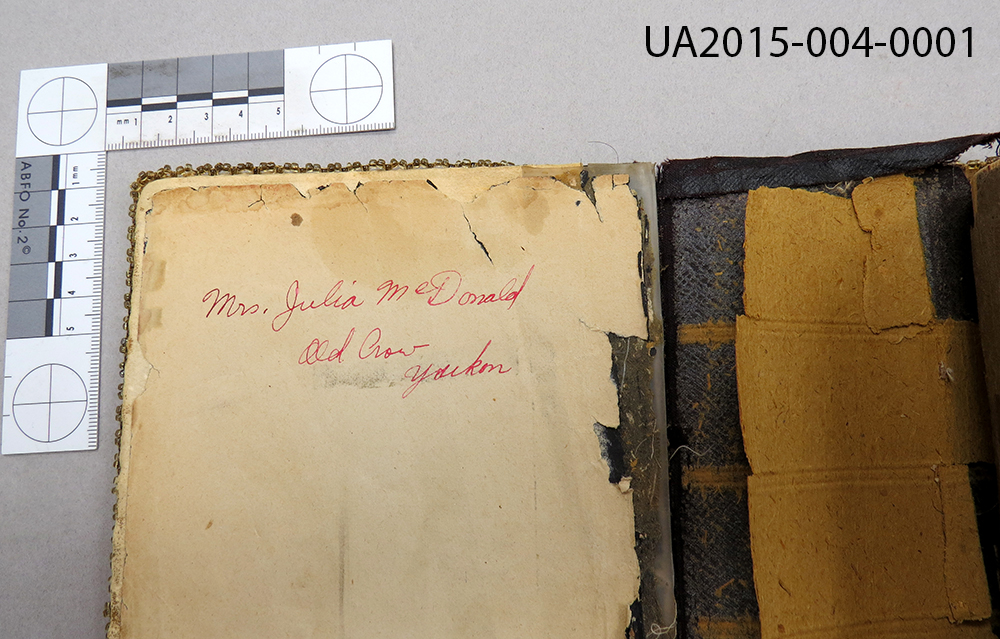 UA2015-004-0001
mm 1 2 3 4 5
ABFO No. 2©
1 mm 2 3 4 5
Mrs. Julia McDonald
Old Crow
Yukon